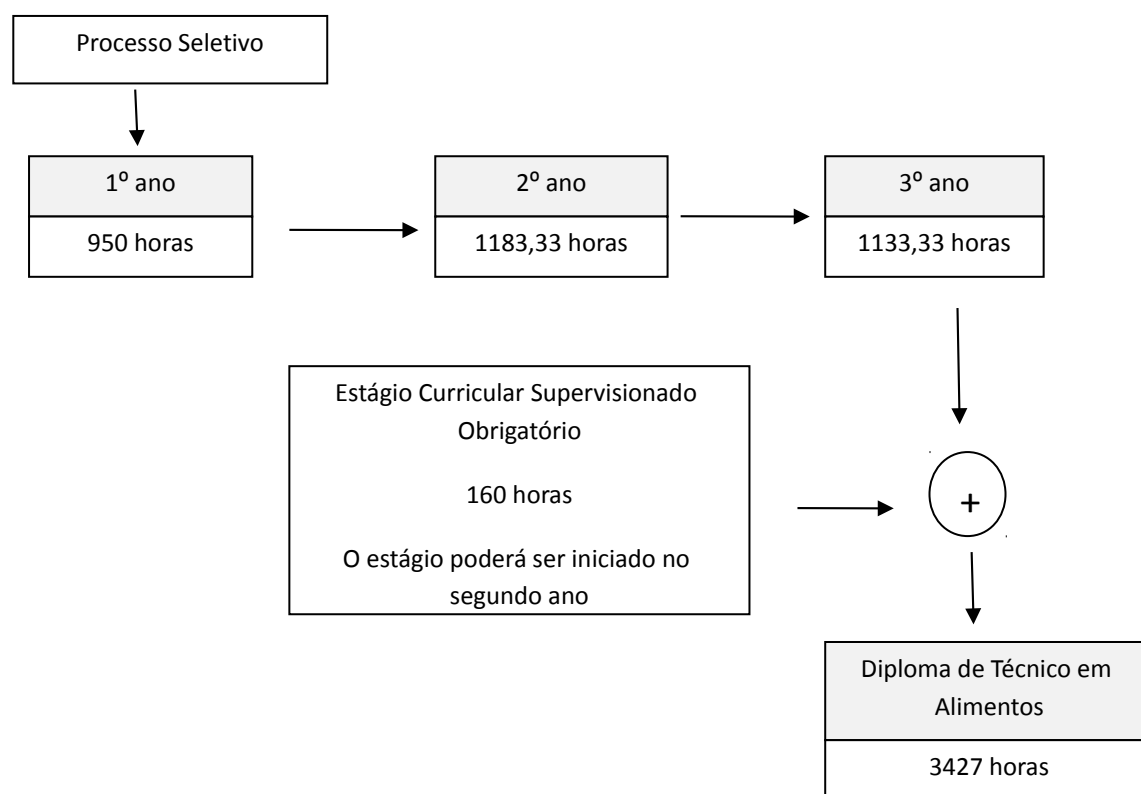 Processo Seletivo
1º ano
950 horas
2º ano
1183,33 horas
3º ano
1133,33 horas
Estágio Curricular Supervisionado
Obrigatório
160 horas
O estágio poderá ser iniciado no
segundo ano
+
Diploma de Técnico em
Alimentos
3427 horas